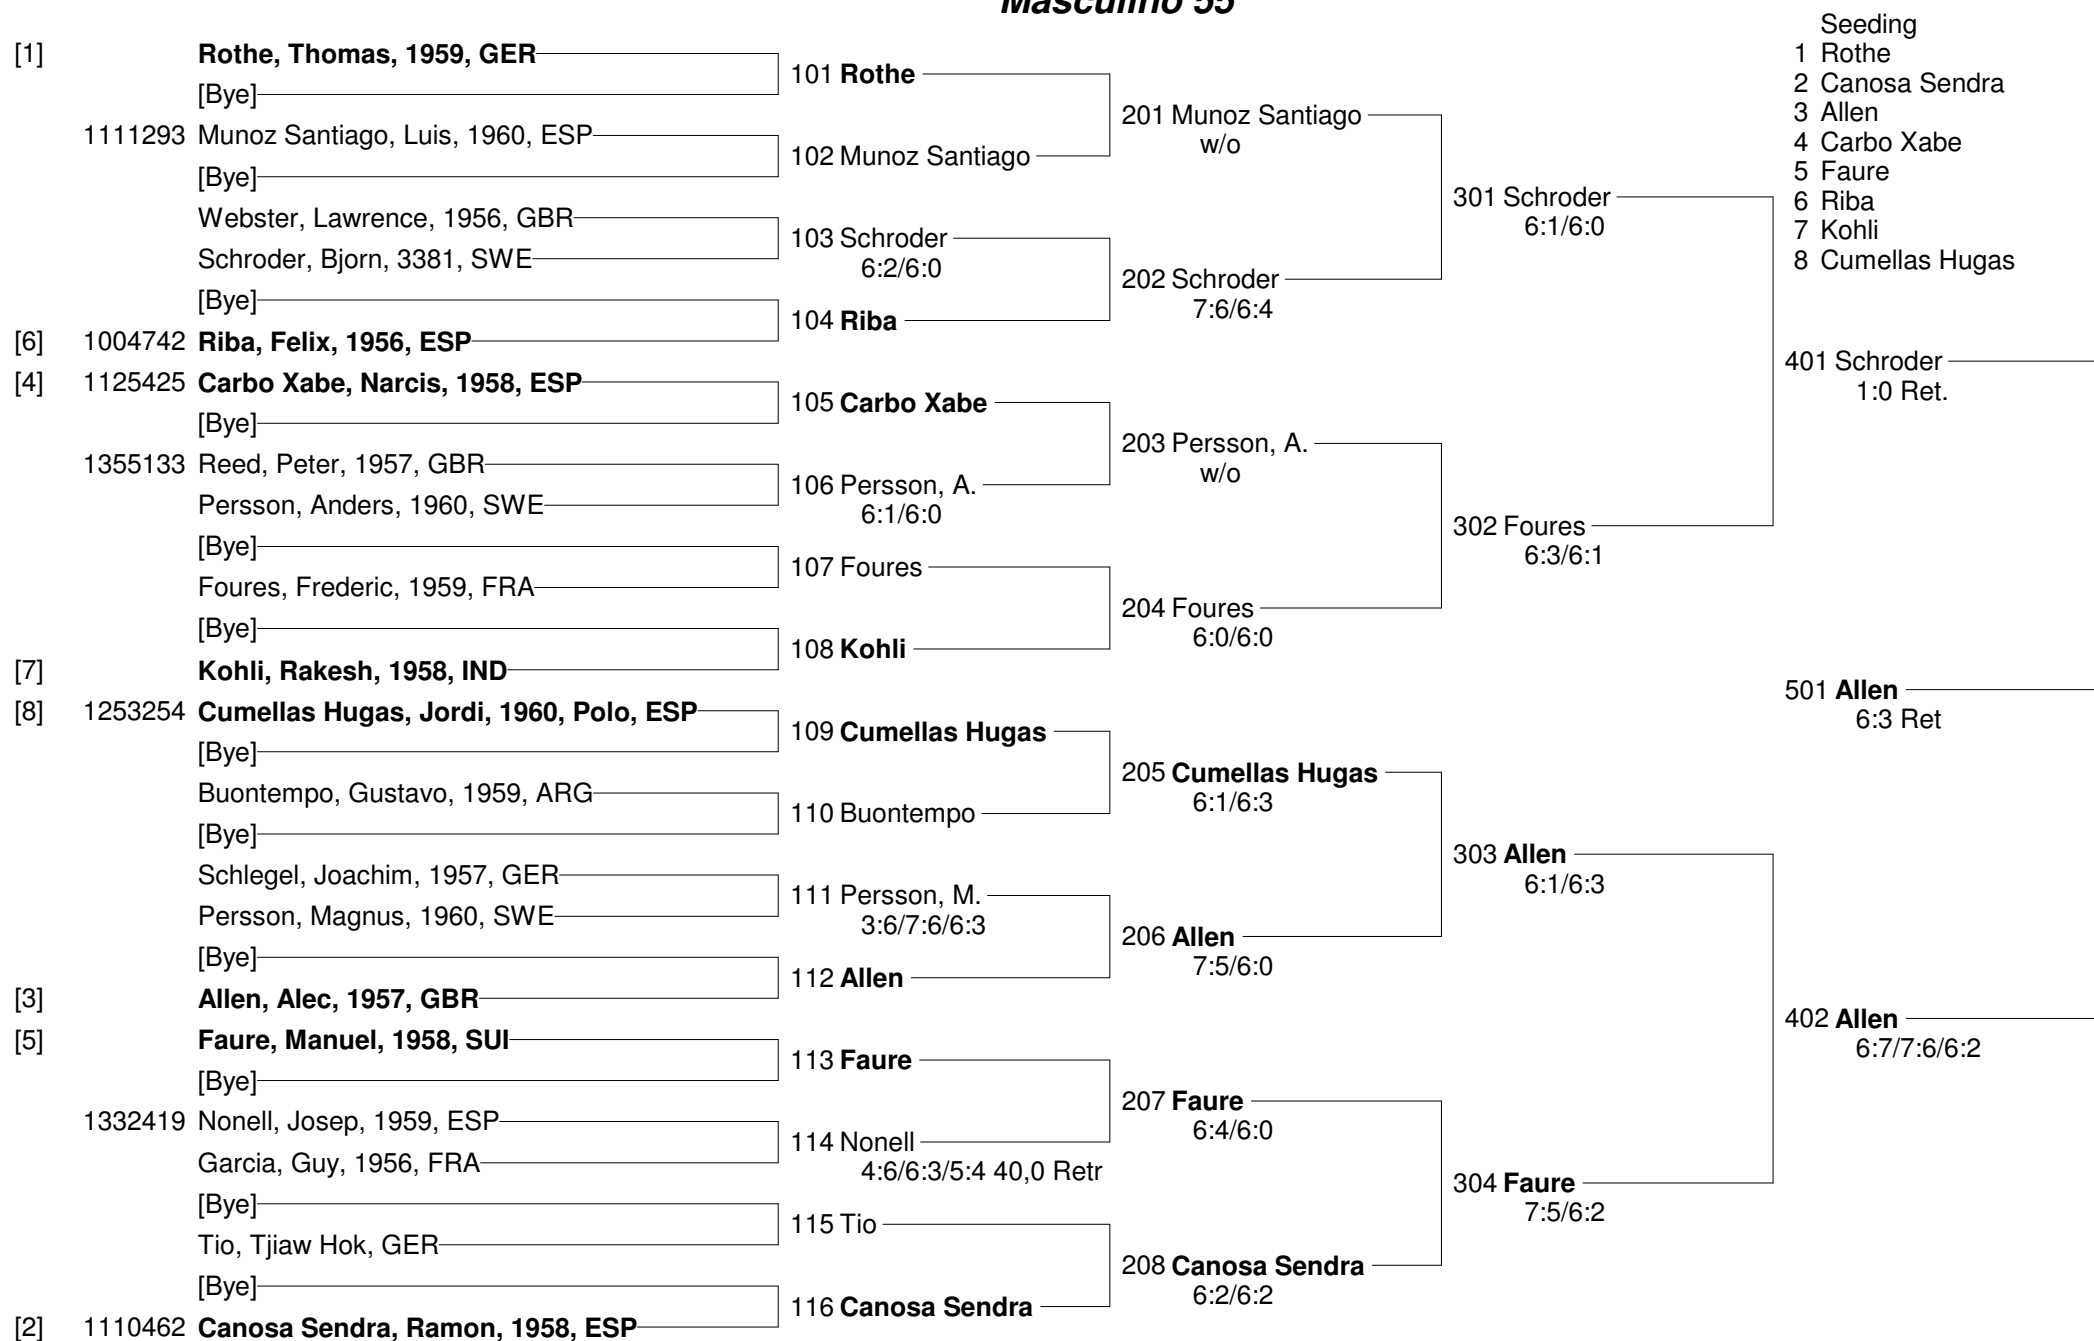 Masculino 55
[1] Rothe, Thomas, 1959, GER
[Bye]
1111293 Munoz Santiago, Luis, 1960, ESP
[Bye]
Webster, Lawrence, 1956, GBR
Schroder, Bjorn, 3381, SWE
[Bye]
[6] 1004742 Riba, Felix, 1956, ESP
[4] 1125425 Carbo Xabe, Narcis, 1958, ESP
[Bye]
1355133 Reed, Peter, 1957, GBR
Persson, Anders, 1960, SWE
[Bye]
Foures, Frederic, 1959, FRA
[Bye]
[7] Kohli, Rakesh, 1958, IND
[8] 1253254 Cumellas Hugas, Jordi, 1960, Polo, ESP
[Bye]
Buontempo, Gustavo, 1959, ARG
[Bye]
Schlegel, Joachim, 1957, GER
Persson, Magnus, 1960, SWE
[Bye]
[3] Allen, Alec, 1957, GBR
[5] Faure, Manuel, 1958, SUI
[Bye]
1332419 Nonell, Josep, 1959, ESP
Garcia, Guy, 1956, FRA
[Bye]
Tio, Tjiaw Hok, GER
[Bye]
[2] 1110462 Canosa Sendra, Ramon, 1958, ESP
101 Rothe
102 Munoz Santiago
103 Schroder
6:2/6:0
104 Riba
105 Carbo Xabe
106 Persson, A.
6:1/6:0
107 Foures
108 Kohli
109 Cumellas Hugas
110 Buontempo
111 Persson, M.
3:6/7:6/6:3
112 Allen
113 Faure
114 Nonell
4:6/6:3/5:4 40,0 Retr
115 Tio
116 Canosa Sendra
201 Munoz Santiago
w/o
202 Schroder
7:6/6:4
203 Persson, A.
w/o
204 Foures
6:0/6:0
205 Cumellas Hugas
6:1/6:3
206 Allen
7:5/6:0
207 Faure
6:4/6:0
208 Canosa Sendra
6:2/6:2
301 Schroder
6:1/6:0
302 Foures
6:3/6:1
303 Allen
6:1/6:3
304 Faure
7:5/6:2
Seeding
1 Rothe
2 Canosa Sendra
3 Allen
4 Carbo Xabe
5 Faure
6 Riba
7 Kohli
8 Cumellas Hugas
401 Schroder
1:0 Ret.
501 Allen
6:3 Ret
402 Allen
6:7/7:6/6:2